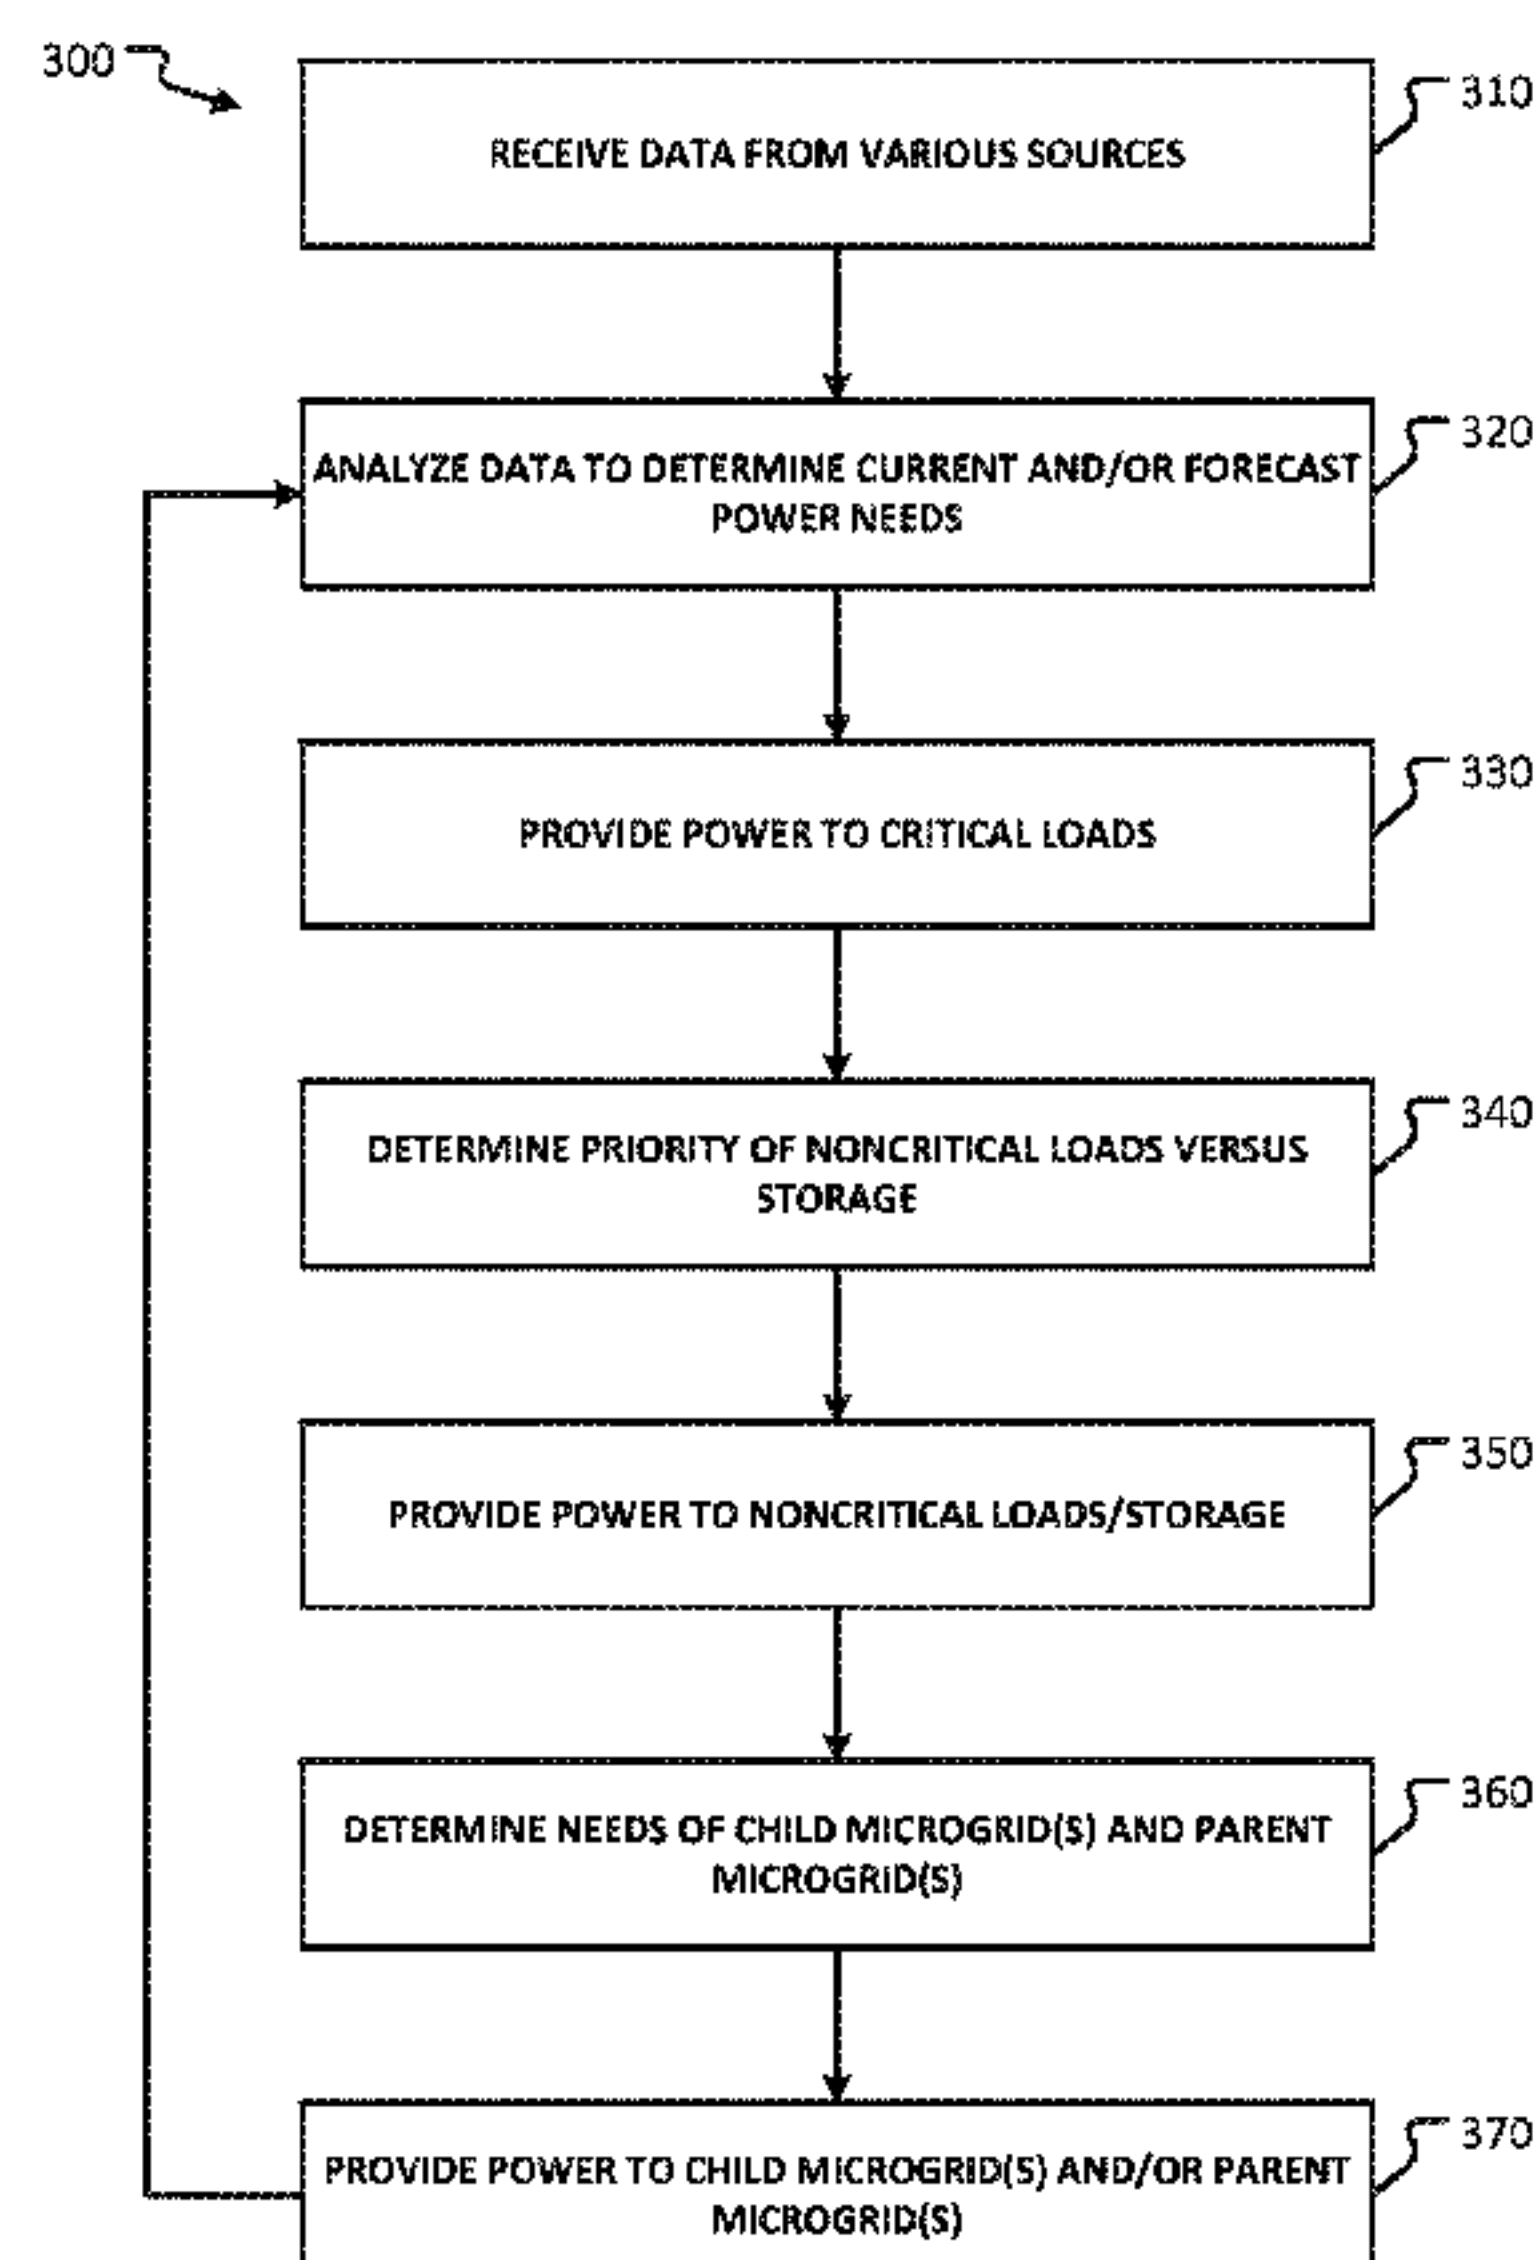 300
RECEIVE DATA FROM VARIOUS SOURCES
310
ANALYZE DATA TO DETERMINE CURRENT AND/OR FORECAST
POWER NEEDS
320
PROVIDE POWER TO CRITICAL LOADS
330
DETERMINE PRIORITY OF NONCRITICAL LOADS VERSUS
STORAGE
340
PROVIDE POWER TO NONCRITICAL LOADS/STORAGE
350
DETERMINE NEEDS OF CHILD MICROGRID(S) AND PARENT
MICROGRID(S)
360
PROVIDE POWER TO CHILD MICROGRID(S) AND/OR PARENT
MICROGRID(S)
370